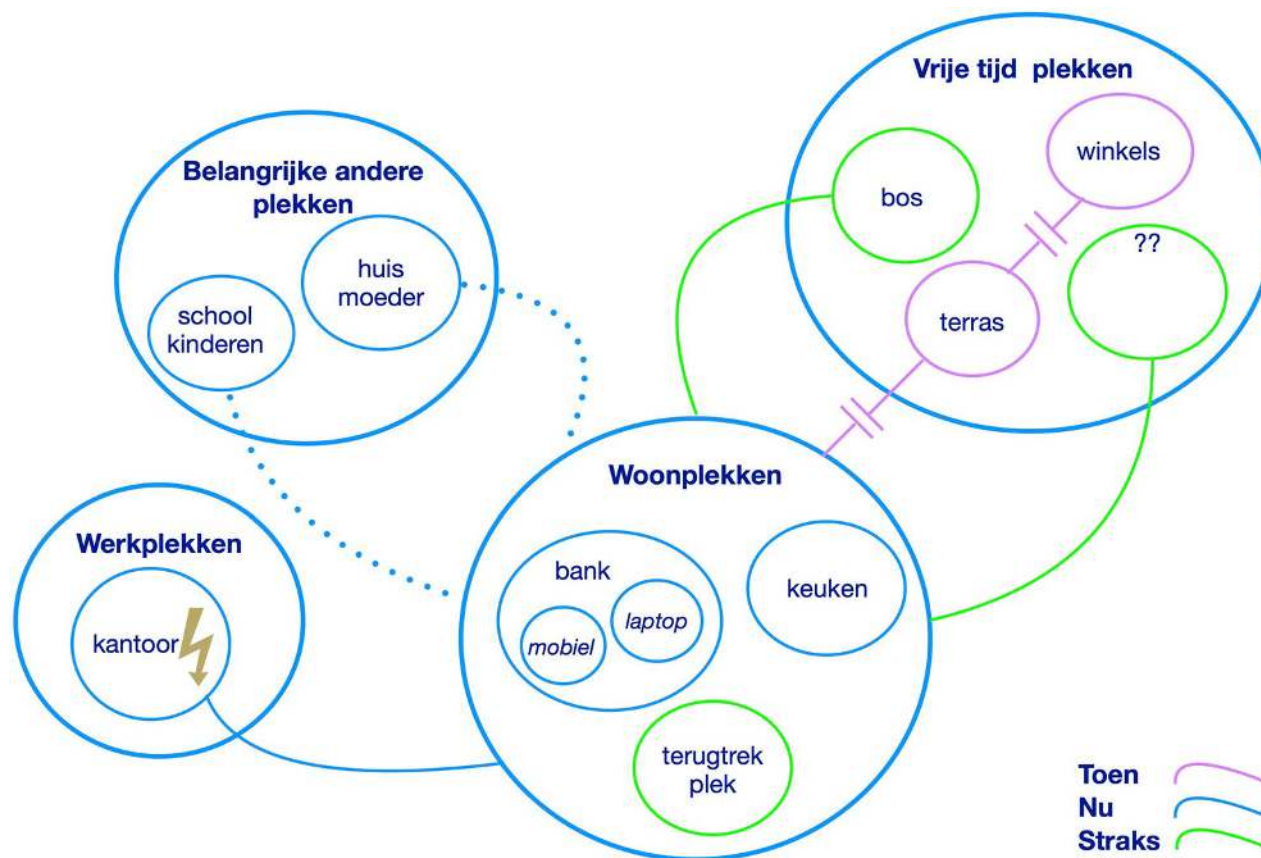 Vrije tijd  plekken
winkels
bos
??
terras
Belangrijke andere
plekken
huis
moeder
school
kinderen
Woonplekken
bank
laptop
mobiel
keuken
terugtrek
plek
Werkplekken
kantoor
Toen
Nu
Straks